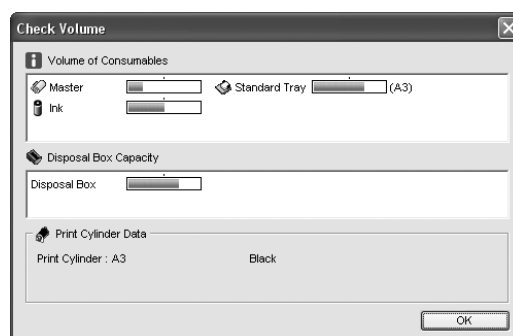 Check Volume
Volume of Consumables
Master Standard Tray (A3)
Ink
Disposal Box Capacity
Disposal Box
Print Cylinder Data
Print Cylinder : A3 Black
OK